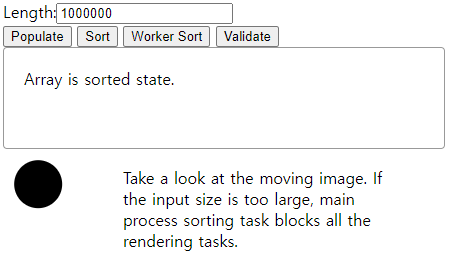 Length:1000000
Populate Sort Worker Sort Validate
Array is sorted state.
Take a look at the moving image. If
the input size is too large, main
process sorting task blocks all the
rendering tasks.